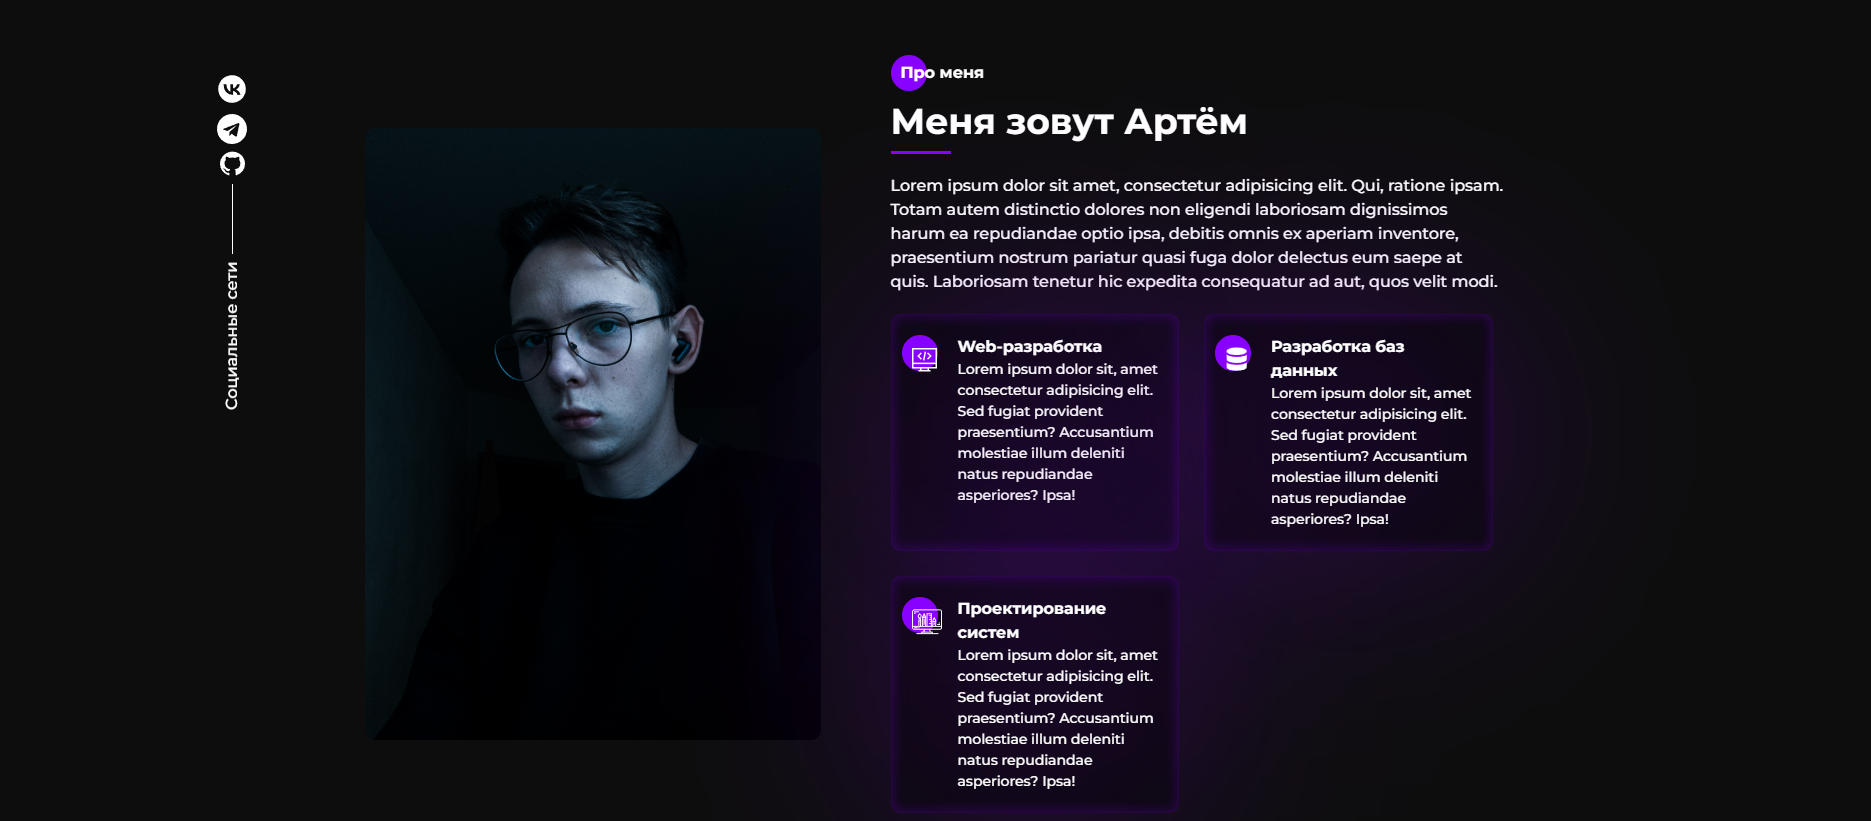 Социальные сети
Про меня
Меня зовут Артём
Lorem ipsum dolor sit amet, consectetur adipisicing elit. Qui, ratione ipsam.
Totam autem distinctio dolores non eligendi laboriosam dignissimos
harum ea repudiandae optio ipsa, debitis omnis ex aperiam inventore,
praesentium nostrum pariatur quasi fuga dolor delectus eum saepe at
quis. Laboriosam tenetur hic expedita consequatur ad aut, quos velit modi.
Web-разработка
Lorem ipsum dolor sit, amet
consectetur adipisicing elit.
Sed fugiat provident
praesentium? Accusantium
molestiae illum deleniti
natus repudiandae
asperiores? Ipsa!
Разработка баз
данных
Lorem ipsum dolor sit, amet
consectetur adipisicing elit.
Sed fugiat provident
praesentium? Accusantium
molestiae illum deleniti
natus repudiandae
asperiores? Ipsa!
Проектирование
систем
Lorem ipsum dolor sit, amet
consectetur adipisicing elit.
Sed fugiat provident
praesentium? Accusantium
molestiae illum deleniti
natus repudiandae
asperiores? Ipsa!